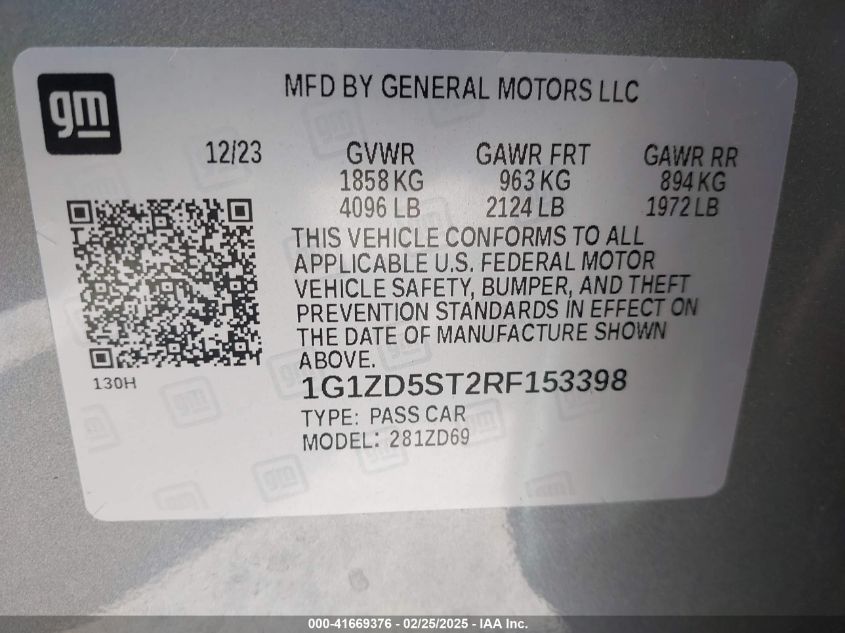 gm
MFD BY GENERAL MOTORS LLC
12/23 GVWR GAWR FRT GAWR RR
1858 KG 963 KG 894 KG
4096 LB 2124 LB 1972 LB
THIS VEHICLE CONFORMS TO ALL
APPLICABLE U.S. FEDERAL MOTOR
VEHICLE SAFETY, BUMPER, AND THEFT
PREVENTION STANDARDS IN EFFECT ON
THE DATE OF MANUFACTURE SHOWN
ABOVE.
130H
1G1ZD5ST2RF153398
TYPE: PASS CAR
MODEL: 281ZD69
000-41669376 - 02/25/2025 - IAA Inc.